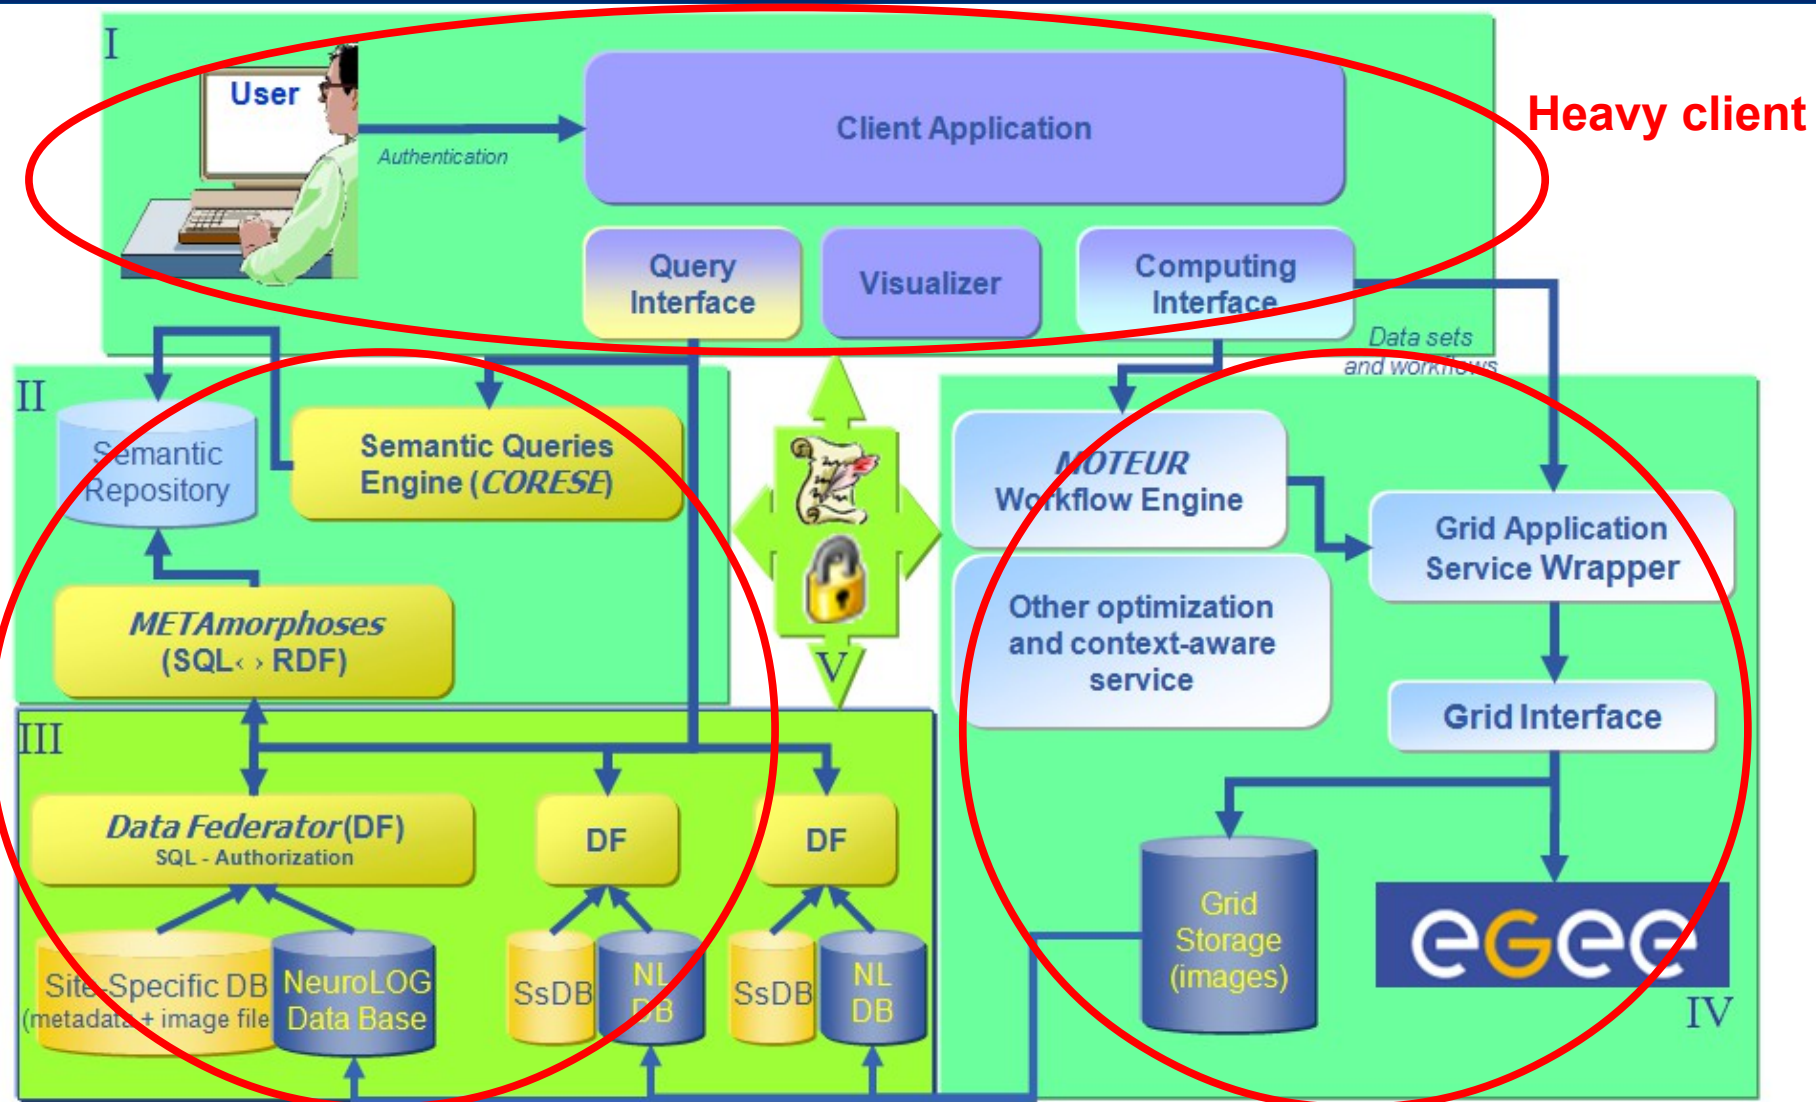 I
User
Authentication
Client Application
Heavy client
Query
Interface
Visualizer
Computing
Interface
Data sets
and workflows
II
Semantic
Repository
Semantic Queries
Engine (CORESE)
METAmorphoses
(SQL‹ › RDF)
V
MOTEUR
Workflow Engine
Other optimization
and context-aware
service
Grid Application
Service Wrapper
Grid Interface
III
Data Federator(DF)
SQL - Authorization
DF
DF
Site-Specific DB
(metadata + image file
NeuroLOG
Data Base
SsDB
NL
DB
SsDB
NL
DB
Grid
Storage
(images)
eGee
IV